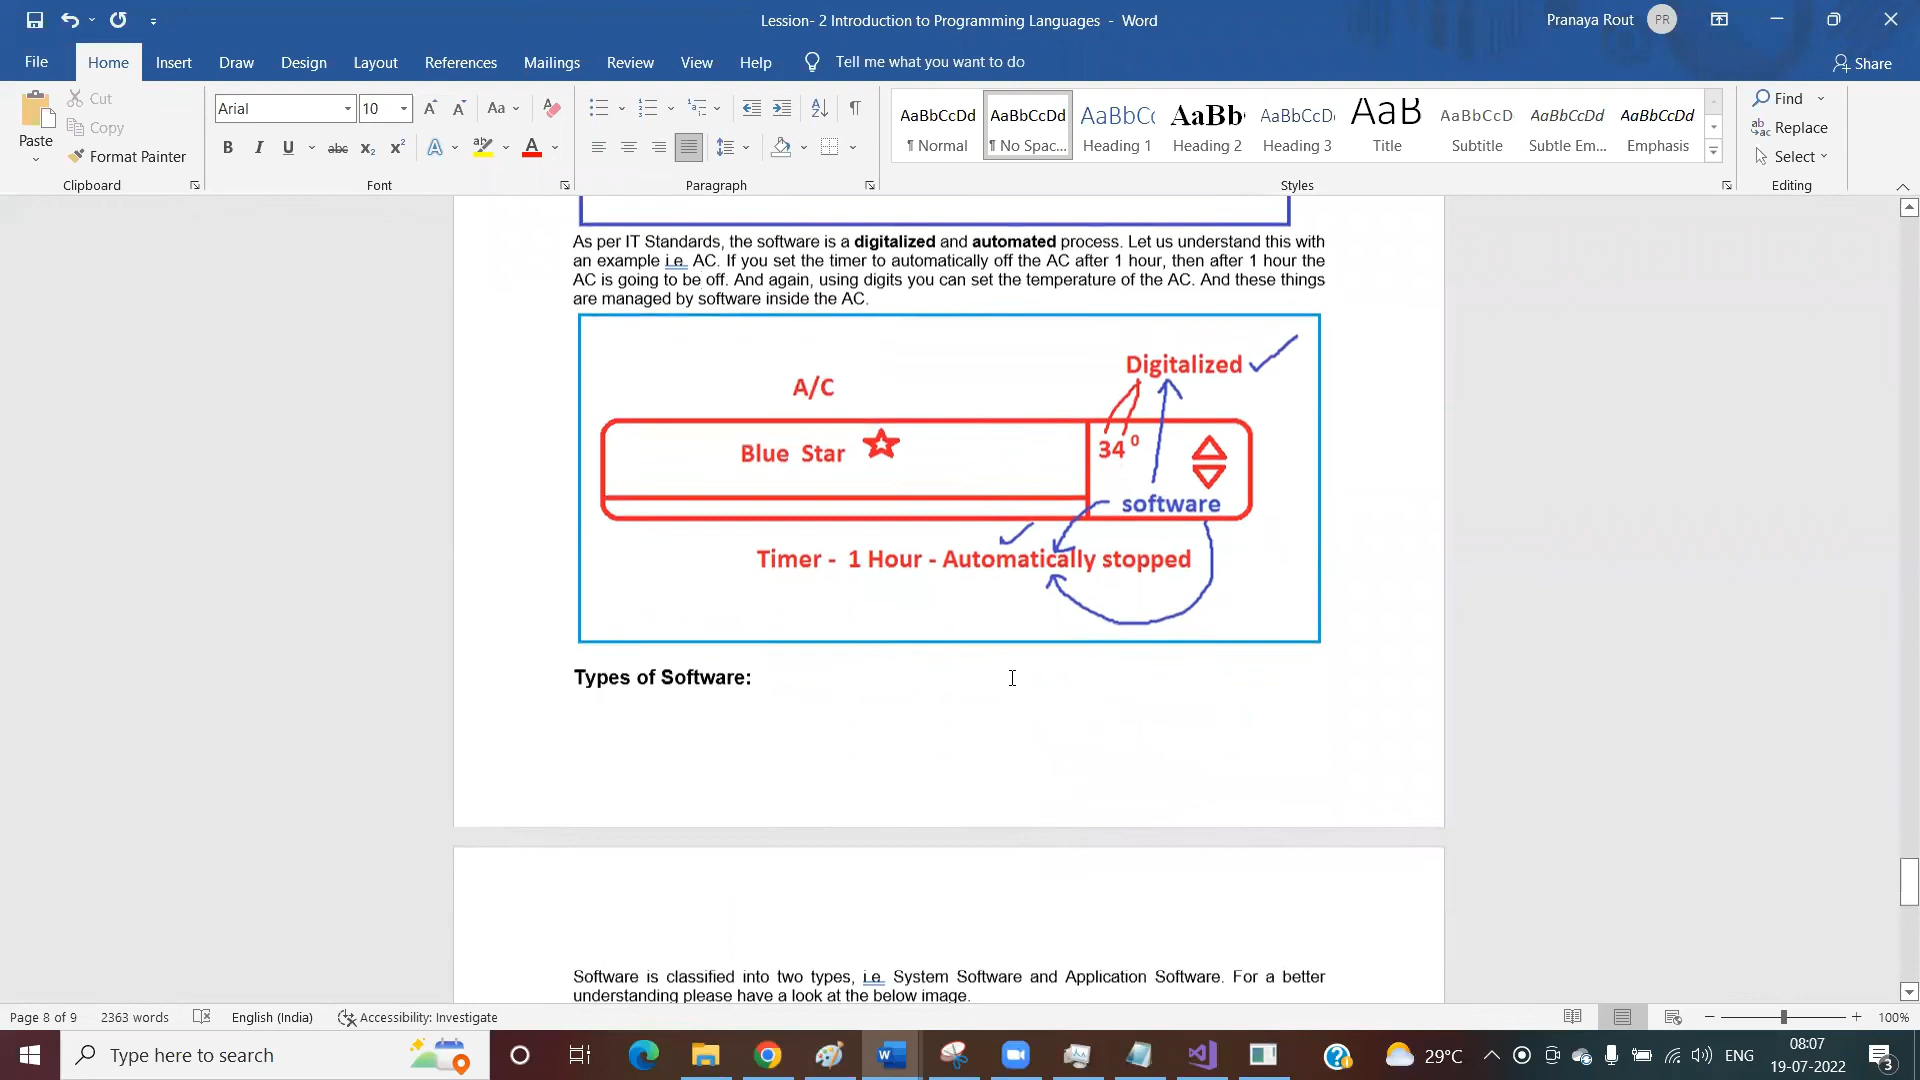 Lession- 2 Introduction to Programming Languages - Word
Pranaya Rout PR
File Home Insert Draw Design Layout References Mailings Review View Help Tell me what you want to do Share
Paste
Cut
Copy
Format Painter
Clipboard
Arial 10
Aa
B I U abc x₂ x² A A
Font
Paragraph
AaBbCcDd AaBbCcDd AaBbCc AaBb AaBbCcD AaB AaBbCcD AaBbCcDd AaBbCcDd
¶ Normal ¶ No Spac... Heading 1 Heading 2 Heading 3 Title Subtitle Subtle Em... Emphasis
Styles
Find
Replace
Select
Editing
As per IT Standards, the software is a digitalized and automated process. Let us understand this with
an example i.e. AC. If you set the timer to automatically off the AC after 1 hour, then after 1 hour the
AC is going to be off. And again, using digits you can set the temperature of the AC. And these things
are managed by software inside the AC.
Digitalized
A/C
Blue Star
34⁰
software
Timer - 1 Hour - Automatically stopped
Types of Software:
Software is classified into two types, i.e. System Software and Application Software. For a better
understanding please have a look at the below image.
Page 8 of 9 2363 words English (India) Accessibility: Investigate 100%
Type here to search
29°C
ENG
08:07
19-07-2022
3